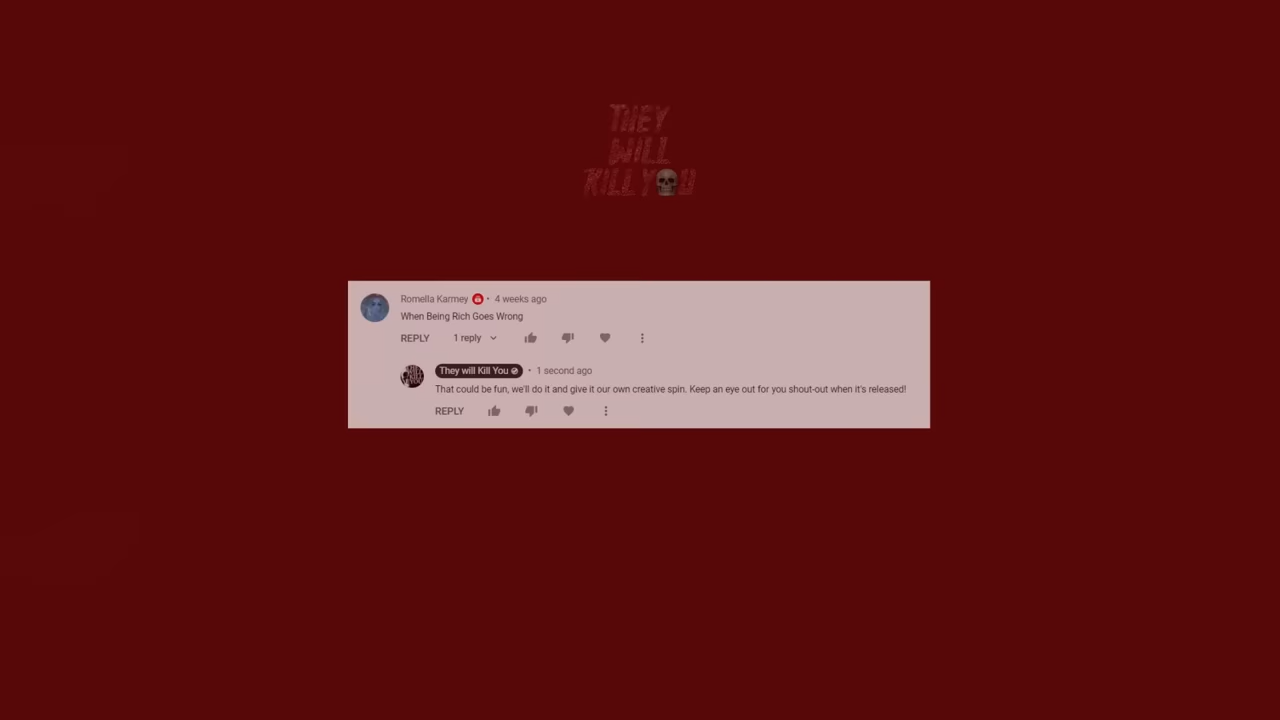 THEY
WILL
KILL YOU
Romella Karmey • 4 weeks ago
When Being Rich Goes Wrong
REPLY 1 reply
They will Kill You • 1 second ago
That could be fun, we'll do it and give it our own creative spin. Keep an eye out for you shout-out when it's released!
REPLY